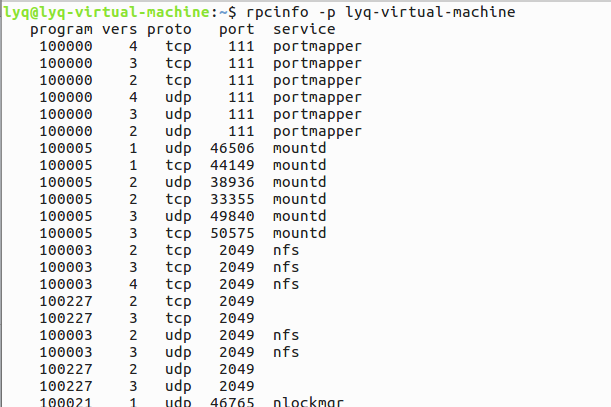 lyq@lyq-virtual-machine:~$ rpcinfo -p lyq-virtual-machine
   program vers proto   port  service
    100000    4   tcp    111  portmapper
    100000    3   tcp    111  portmapper
    100000    2   tcp    111  portmapper
    100000    4   udp    111  portmapper
    100000    3   udp    111  portmapper
    100000    2   udp    111  portmapper
    100005    1   udp  46506  mountd
    100005    1   tcp  44149  mountd
    100005    2   udp  38936  mountd
    100005    2   tcp  33355  mountd
    100005    3   udp  49840  mountd
    100005    3   tcp  50575  mountd
    100003    2   tcp   2049  nfs
    100003    3   tcp   2049  nfs
    100003    4   tcp   2049  nfs
    100227    2   tcp   2049
    100227    3   tcp   2049
    100003    2   udp   2049  nfs
    100003    3   udp   2049  nfs
    100227    2   udp   2049
    100227    3   udp   2049
    100021    1   udp  46765  nlockmgr